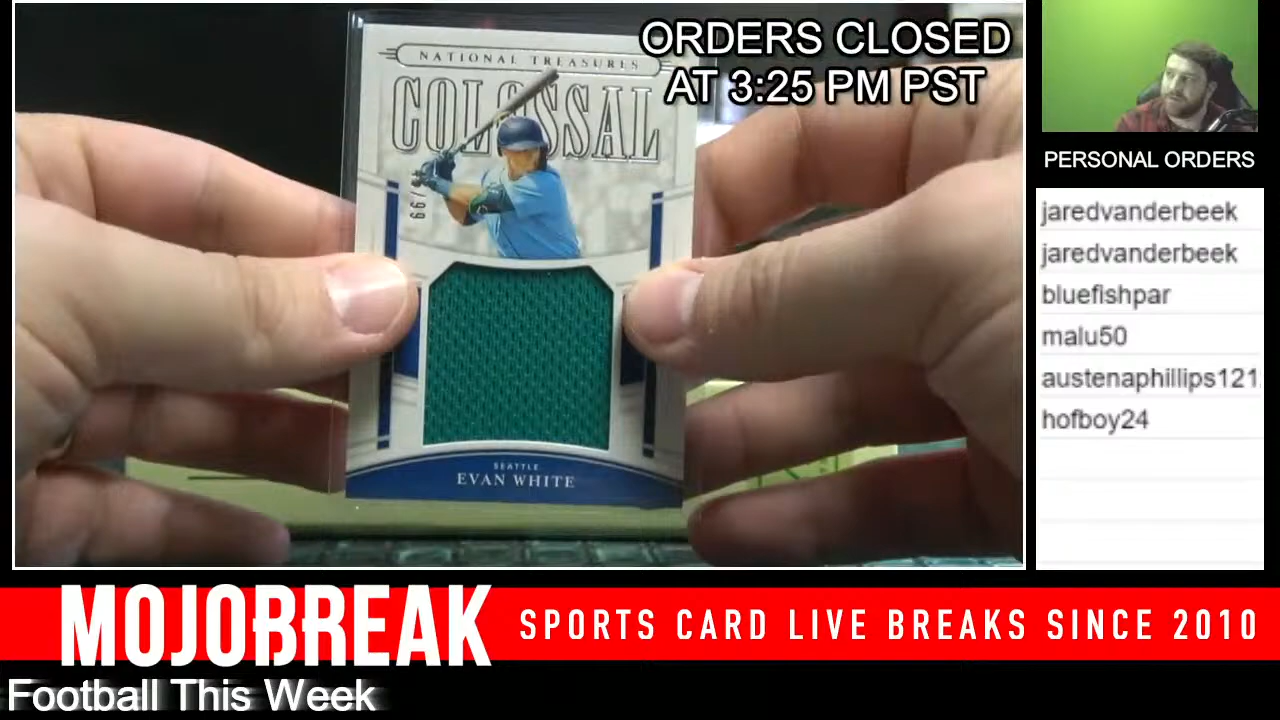 ORDERS CLOSED
AT 3:25 PM PST
NATIONAL TREASURES
COLOSSAL
/99
SEATTLE
EVAN WHITE
PERSONAL ORDERS
jaredvanderbeek
jaredvanderbeek
bluefishpar
malu50
austenaphillips121
hofboy24
MOJOBREAK
SPORTS CARD LIVE BREAKS SINCE 2010
Football This Week